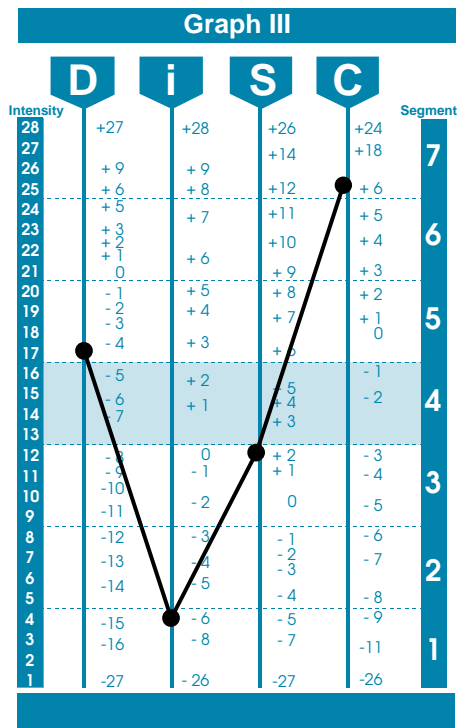 Graph III
D i S C
Intensity Segment
28 +27 +28 +26 +24
27 +14 +18 7
26 + 9 + 9
25 + 6 + 8 +12 + 6
24 + 5 + 7 +11 + 5
23 + 3 6
+ 2 +10 + 4
22 + 1 + 6
21 0 + 9 + 3
20 - 1 + 5 + 8 + 2
19 - 2 + 4 + 7 + 1 5
- 3
18 0
17 - 4 + 3
16 - 5 + 2 - 1
15 - 6 + 1 + 5 - 2 4
14 - 7 + 4
+ 3
13
12 0 + 2 - 3
11 - 9 - 1 + 1 - 4
10 -10 - 2 0 3
9 -11 - 5
8 -12 - 3 - 1 - 6
7 -13 - 4 - 2 - 7
- 3 2
6 -14 - 5
5 - 4 - 8
4 -15 - 6 - 5 - 9
3 -16 - 8 - 7 -11 1
2
1 -27 - 26 -27 -26